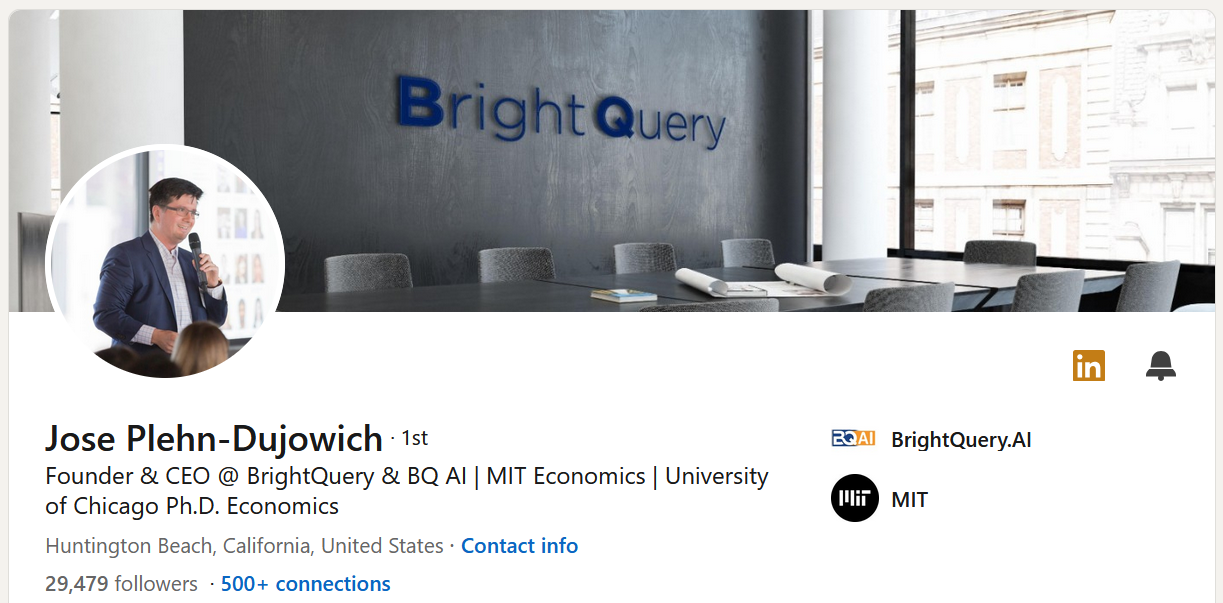 BrightQuery
in
Jose Plehn-Dujowich · 1st
Founder & CEO @ BrightQuery & BQ AI | MIT Economics | University
of Chicago Ph.D. Economics
Huntington Beach, California, United States · Contact info
29,479 followers · 500+ connections
BQAI BrightQuery.AI
MIT MIT